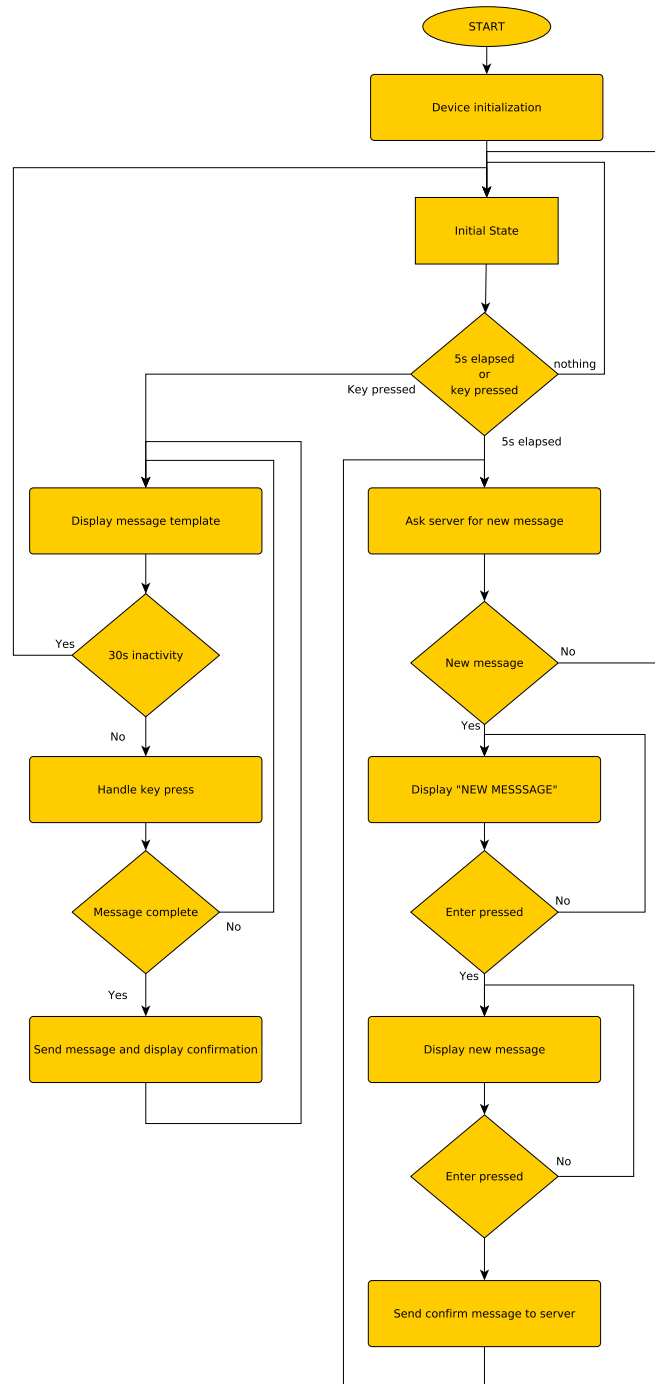 START
Device initialization
Initial State
5s elapsed
or
key pressed
nothing
Key pressed
5s elapsed
Display message template
Ask server for new message
30s inactivity
Yes
No
New message
No
Yes
Handle key press
Display "NEW MESSSAGE"
Message complete
No
Yes
Enter pressed
No
Yes
Send message and display confirmation
Display new message
Enter pressed
No
Send confirm message to server